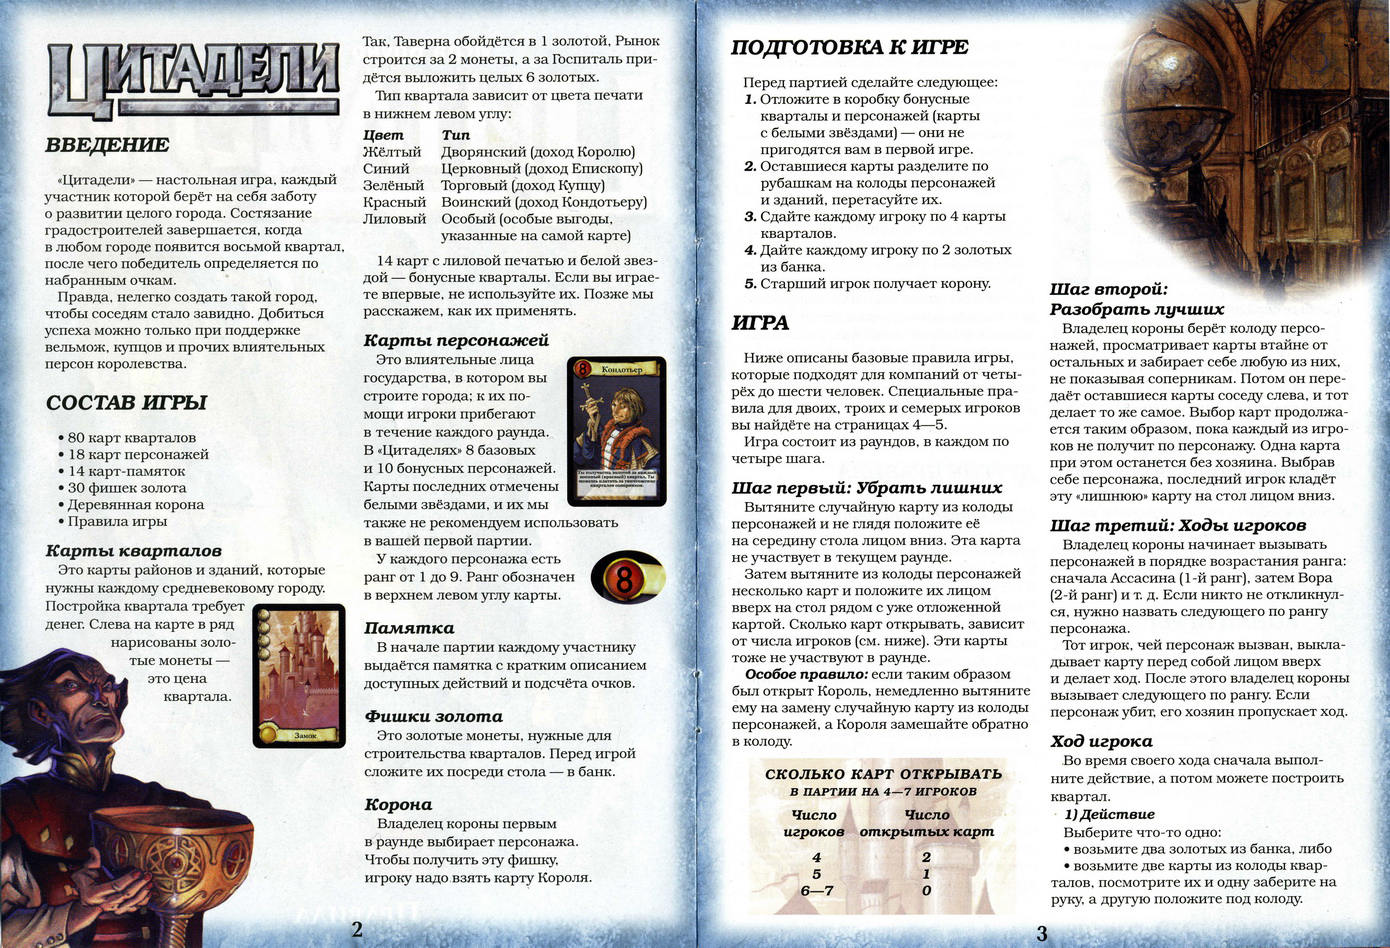 ЦИТАДЕЛИ
ВВЕДЕНИЕ
«Цитадели» — настольная игра, каждый
участник которой берёт на себя заботу
о развитии целого города. Состязание
градостроителей завершается, когда
в любом городе появится восьмой квартал,
после чего победитель определяется по
набранным очкам.
Правда, нелегко создать такой город,
чтобы соседям стало завидно. Добиться
успеха можно только при поддержке
вельмож, купцов и прочих влиятельных
персон королевства.
СОСТАВ ИГРЫ
• 80 карт кварталов
• 18 карт персонажей
• 14 карт-памяток
• 30 фишек золота
• Деревянная корона
• Правила игры
Карты кварталов
Это карты районов и зданий, которые
нужны каждому средневековому городу.
Постройка квартала требует
денег. Слева на карте в ряд
нарисованы золо-
тые монеты —
это цена
квартала.
Замок
Так, Таверна обойдётся в 1 золотой, Рынок
строится за 2 монеты, а за Госпиталь при-
дётся выложить целых 6 золотых.
Тип квартала зависит от цвета печати
в нижнем левом углу:
Цвет Тип
Жёлтый Дворянский (доход Королю)
Синий Церковный (доход Епископу)
Зелёный Торговый (доход Купцу)
Красный Воинский (доход Кондотьеру)
Лиловый Особый (особые выгоды,
указанные на самой карте)
14 карт с лиловой печатью и белой звез-
дой — бонусные кварталы. Если вы играе-
те впервые, не используйте их. Позже мы
расскажем, как их применять.
Карты персонажей
Это влиятельные лица
государства, в котором вы
строите города; к их по-
мощи игроки прибегают
в течение каждого раунда.
В «Цитаделях» 8 базовых
и 10 бонусных персонажей.
Карты последних отмечены
белыми звёздами, и их мы
также не рекомендуем использовать
в вашей первой партии.
У каждого персонажа есть
ранг от 1 до 9. Ранг обозначен
в верхнем левом углу карты.
8 Кондотьер
Ты получаешь золотой за каждый
военный (красный) квартал. Ты
можешь платить за уничтожение
кварталов соперников.
8
Памятка
В начале партии каждому участнику
выдаётся памятка с кратким описанием
доступных действий и подсчёта очков.
Фишки золота
Это золотые монеты, нужные для
строительства кварталов. Перед игрой
сложите их посреди стола — в банк.
Корона
Владелец короны первым
в раунде выбирает персонажа.
Чтобы получить эту фишку,
игроку надо взять карту Короля.
2
ПОДГОТОВКА К ИГРЕ
Перед партией сделайте следующее:
1. Отложите в коробку бонусные
кварталы и персонажей (карты
с белыми звёздами) — они не
пригодятся вам в первой игре.
2. Оставшиеся карты разделите по
рубашкам на колоды персонажей
и зданий, перетасуйте их.
3. Сдайте каждому игроку по 4 карты
кварталов.
4. Дайте каждому игроку по 2 золотых
из банка.
5. Старший игрок получает корону.
ИГРА
Ниже описаны базовые правила игры,
которые подходят для компаний от четы-
рёх до шести человек. Специальные пра-
вила для двоих, троих и семерых игроков
вы найдёте на страницах 4—5.
Игра состоит из раундов, в каждом по
четыре шага.
Шаг первый: Убрать лишних
Вытяните случайную карту из колоды
персонажей и не глядя положите её
на середину стола лицом вниз. Эта карта
не участвует в текущем раунде.
Затем вытяните из колоды персонажей
несколько карт и положите их лицом
вверх на стол рядом с уже отложенной
картой. Сколько карт открывать, зависит
от числа игроков (см. ниже). Эти карты
тоже не участвуют в раунде.
Особое правило: если таким образом
был открыт Король, немедленно вытяните
ему на замену случайную карту из колоды
персонажей, а Короля замешайте обратно
в колоду.
СКОЛЬКО КАРТ ОТКРЫВАТЬ
В ПАРТИИ НА 4—7 ИГРОКОВ
Число Число
игроков открытых карт
4 2
5 1
6—7 0
Шаг второй:
Разобрать лучших
Владелец короны берёт колоду персо-
нажей, просматривает карты втайне от
остальных и забирает себе любую из них,
не показывая соперникам. Потом он пере-
даёт оставшиеся карты соседу слева, и тот
делает то же самое. Выбор карт продолжа-
ется таким образом, пока каждый из игро-
ков не получит по персонажу. Одна карта
при этом останется без хозяина. Выбрав
себе персонажа, последний игрок кладёт
эту «лишнюю» карту на стол лицом вниз.
Шаг третий: Ходы игроков
Владелец короны начинает вызывать
персонажей в порядке возрастания ранга:
сначала Ассасина (1-й ранг), затем Вора
(2-й ранг) и т. д. Если никто не откликнул-
ся, нужно назвать следующего по рангу
персонажа.
Тот игрок, чей персонаж вызван, выкла-
дывает карту перед собой лицом вверх
и делает ход. После этого владелец короны
вызывает следующего по рангу. Если
персонаж убит, его хозяин пропускает ход.
Ход игрока
Во время своего хода сначала выпол-
ните действие, а потом можете построить
квартал.
1) Действие
Выберите что-то одно:
• возьмите два золотых из банка, либо
• возьмите две карты из колоды квар-
талов, посмотрите их и одну заберите на
руку, а другую положите под колоду.
3